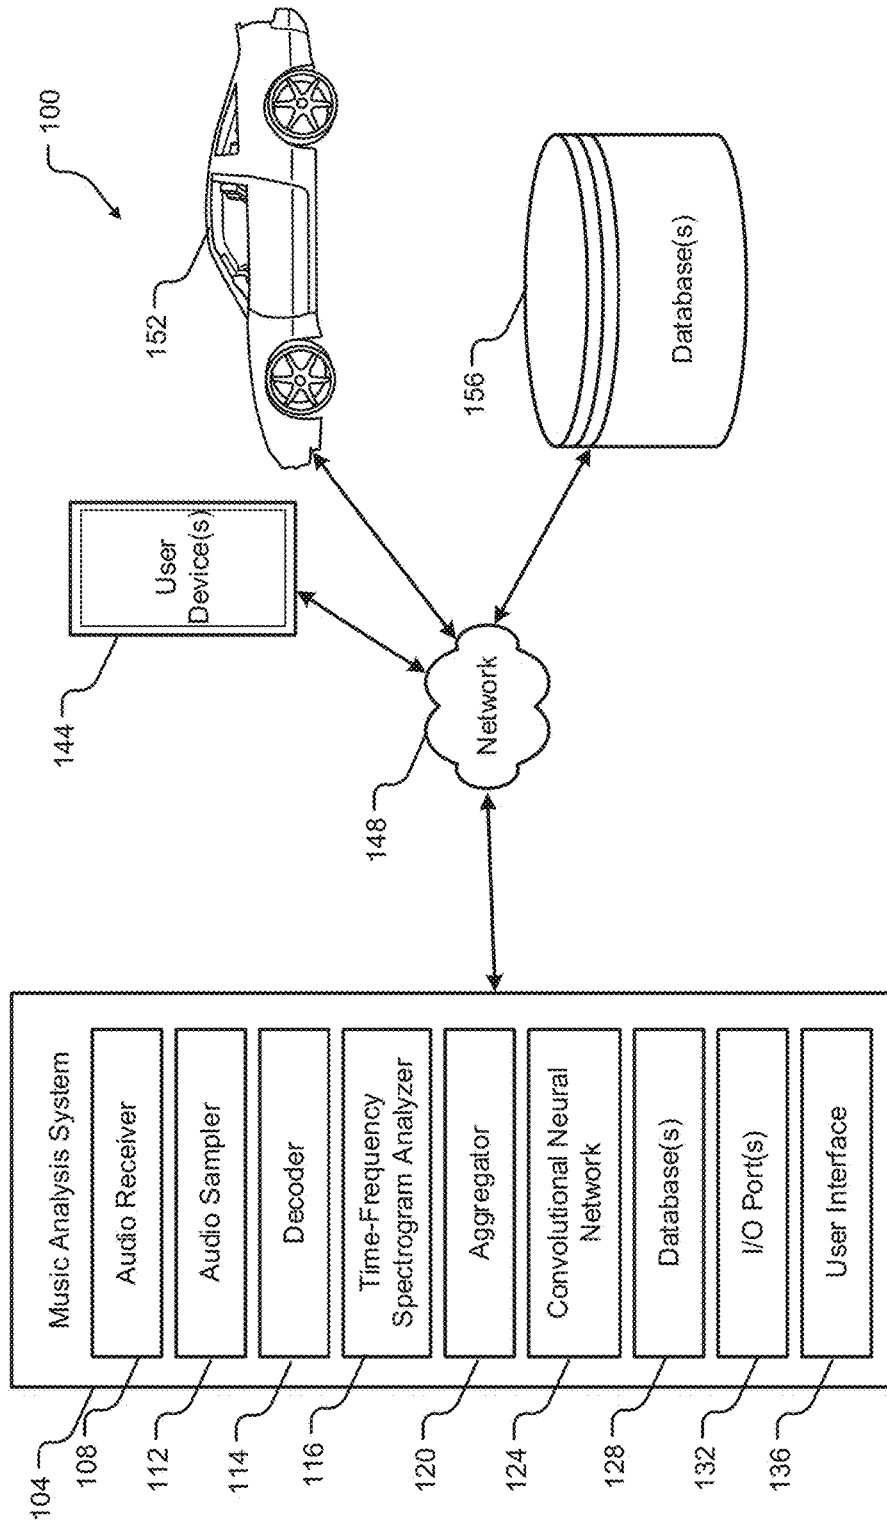 Music Analysis System
Audio Receiver
Audio Sampler
Decoder
Time-Frequency
Spectrogram Analyzer
Aggregator
Convolutional Neural
Network
Database(s)
I/O Port(s)
User Interface
104
108
112
114
116
120
124
128
132
136
148
Network
144
User
Device(s)
152
100
156
Database(s)